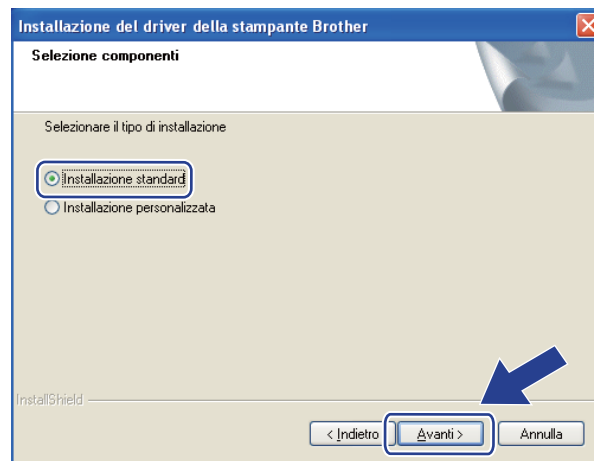 Installazione del driver della stampante Brother
Selezione componenti
Selezionare il tipo di installazione
Installazione standard
Installazione personalizzata
InstallShield
< Indietro Avanti > Annulla